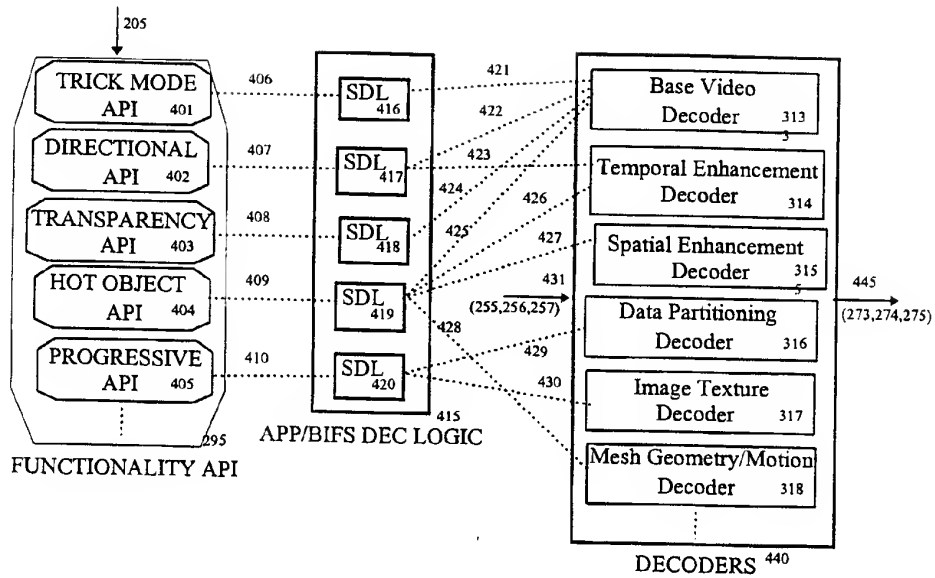 205
TRICK MODE
API 401
DIRECTIONAL
API 402
TRANSPARENCY
API 403
HOT OBJECT
API 404
PROGRESSIVE
API 405
295
FUNCTIONALITY API
406
407
408
409
410
SDL
416
SDL
417
SDL
418
SDL
419
SDL
420
415
APP/BIFS DEC LOGIC
421
422
423
424
425
426
427
431
(255,256,257)
428
429
430
Base Video
Decoder 313
3
Temporal Enhancement
Decoder 314
Spatial Enhancement
Decoder 315
5
Data Partitioning
Decoder 316
Image Texture
Decoder 317
Mesh Geometry/Motion
Decoder 318
DECODERS 440
445
(273,274,275)